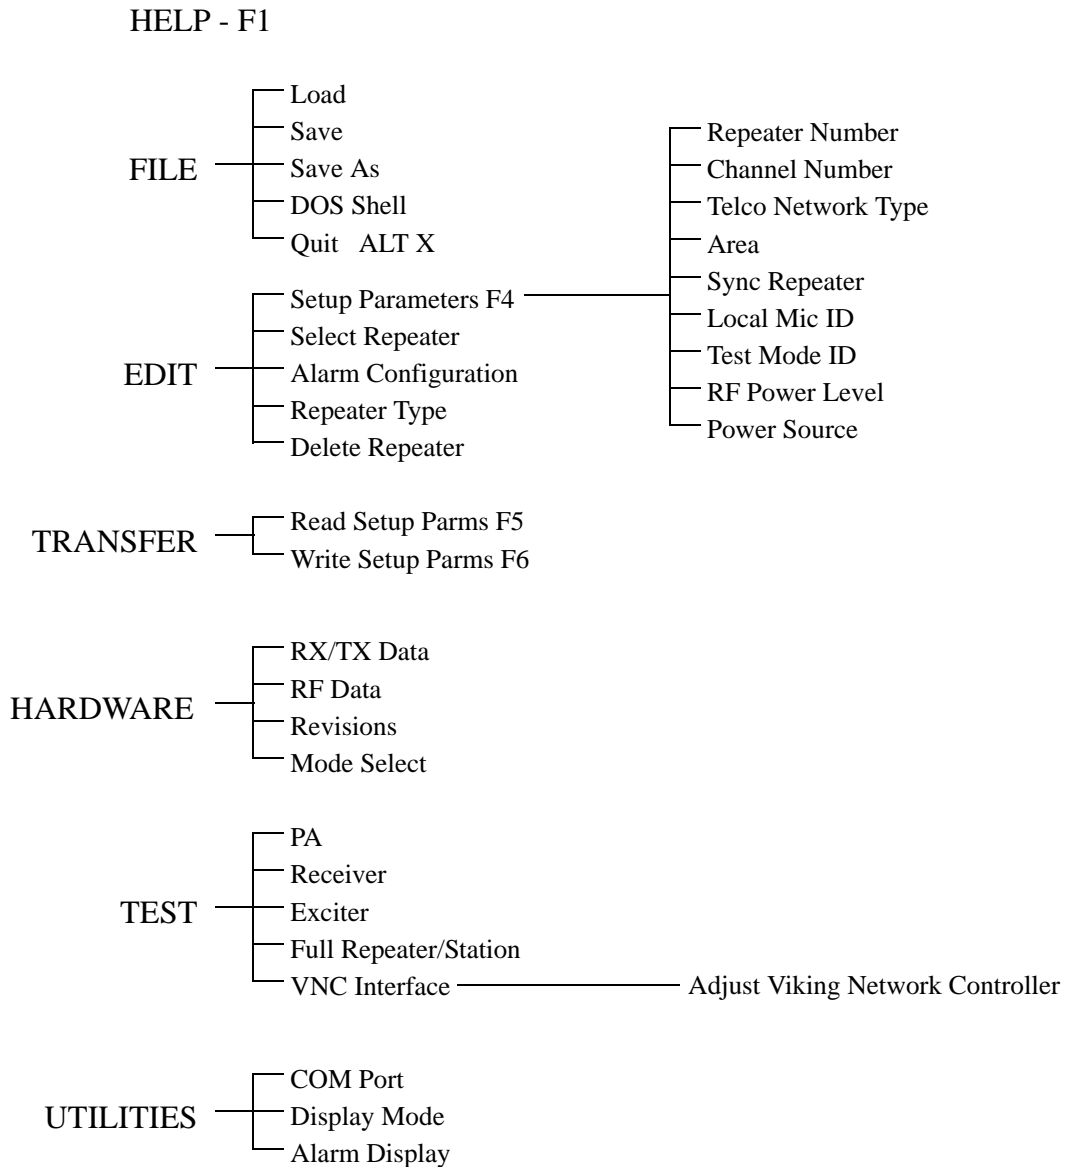 HELP - F1
FILE
Load
Save
Save As
DOS Shell
Quit ALT X
EDIT
Setup Parameters F4
Select Repeater
Alarm Configuration
Repeater Type
Delete Repeater
Repeater Number
Channel Number
Telco Network Type
Area
Sync Repeater
Local Mic ID
Test Mode ID
RF Power Level
Power Source
TRANSFER
Read Setup Parms F5
Write Setup Parms F6
HARDWARE
RX/TX Data
RF Data
Revisions
Mode Select
TEST
PA
Receiver
Exciter
Full Repeater/Station
VNC Interface
Adjust Viking Network Controller
UTILITIES
COM Port
Display Mode
Alarm Display